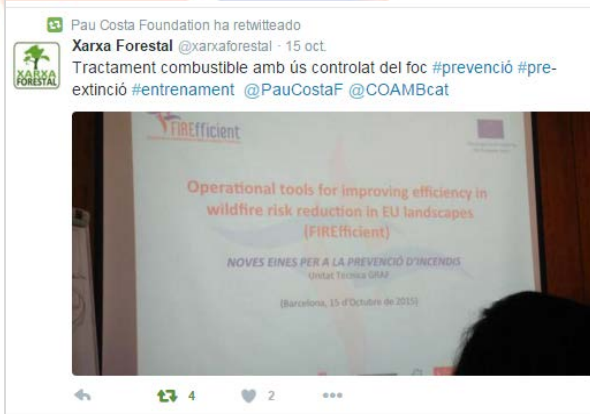 Pau Costa Foundation ha retwitteado
Xarxa Forestal @xarxaforestal · 15 oct.
XARXA
FORESTAL
Tractament combustible amb ús controlat del foc #prevenció #pre-
extinció #entrenament @PauCostaF @COAMBcat
FIREfficient
Operational tools for improving efficiency in
wildfire risk reduction in EU landscapes
(FIREfficient)
NOVES EINES PER A LA PREVENCIÓ D'INCENDIS
Unitat Tècnica GRAF
(Barcelona, 15 d'Octubre de 2015)
4
2